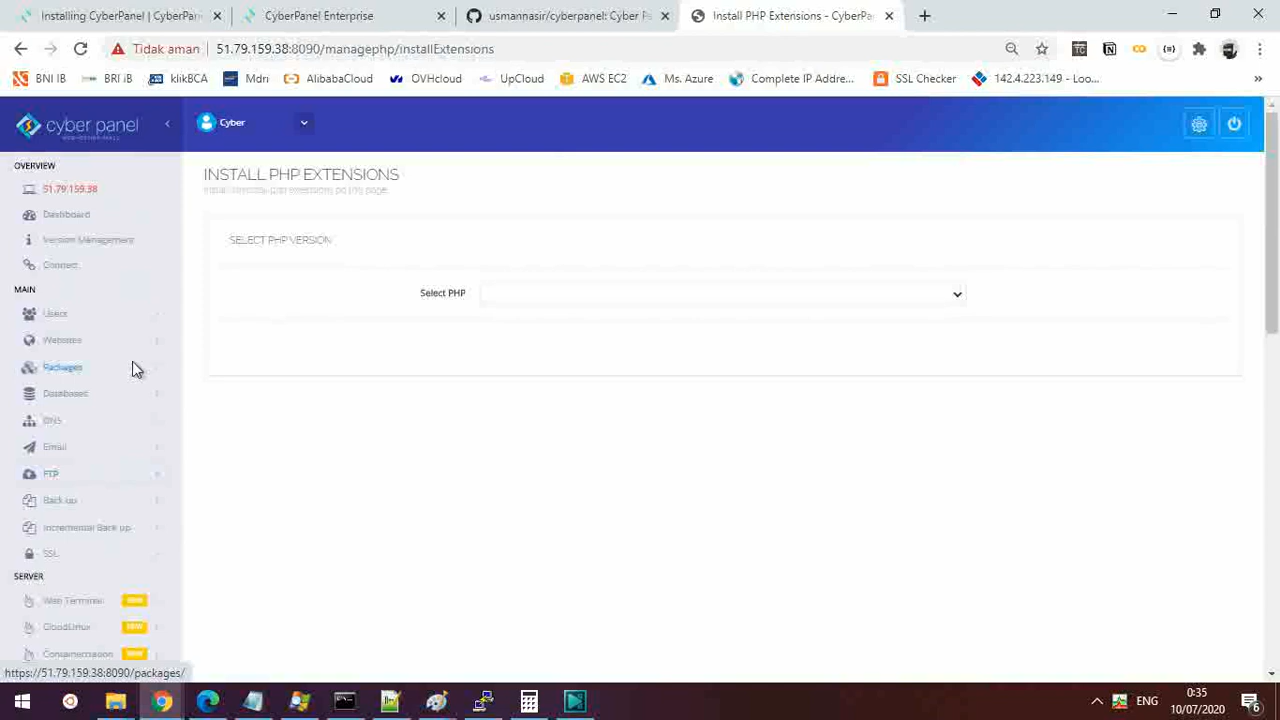 Installing CyberPanel | CyberPan
CyberPanel Enterprise
usmannasir/cyberpanel: Cyber P
Install PHP Extensions - CyberPa
Tidak aman
51.79.159.38:8090/managephp/installExtensions
BNI IB
BRI iB
klikBCA
Mdri
AlibabaCloud
OVHcloud
UpCloud
AWS EC2
Ms. Azure
Complete IP Addre...
SSL Checker
142.4.223.149 - Loo...
cyber panel
Cyber
OVERVIEW
51.79.159.38
Dashboard
Version Management
Connect
MAIN
Users
Websites
Packages
Databases
DNS
Email
FTP
Back up
Incremental Back up
SSL
SERVER
Web Terminal NEW
CloudLinux NEW
Containerization NEW
INSTALL PHP EXTENSIONS
SELECT PHP VERSION
Select PHP
https://51.79.159.38:8090/packages/
ENG
0:35
10/07/2020
6